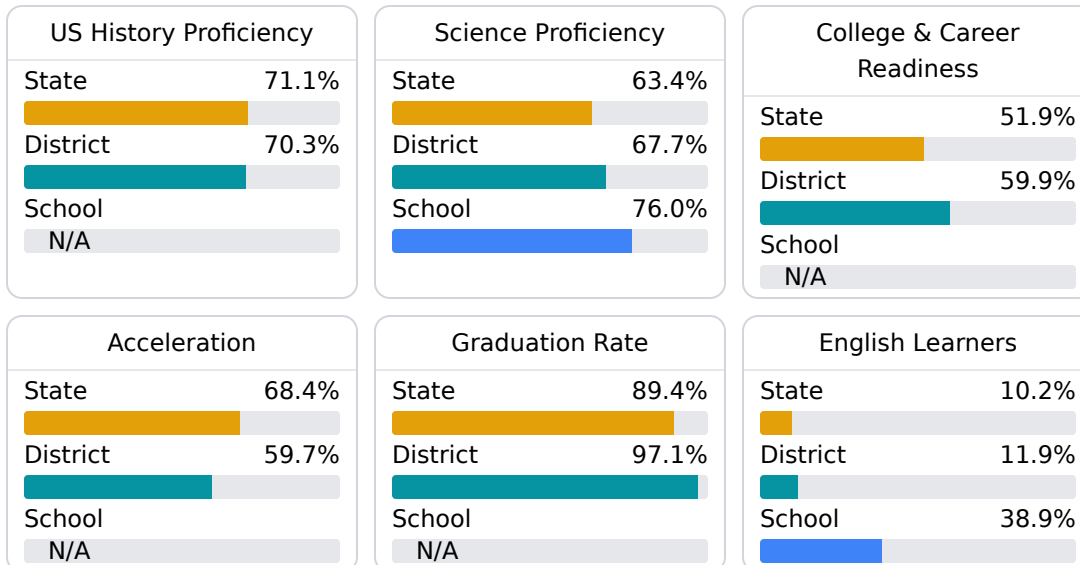 US History Proficiency
State 71.1%
District 70.3%
School
N/A
Science Proficiency
State 63.4%
District 67.7%
School 76.0%
College & Career
Readiness
State 51.9%
District 59.9%
School
N/A
Acceleration
State 68.4%
District 59.7%
School
N/A
Graduation Rate
State 89.4%
District 97.1%
School
N/A
English Learners
State 10.2%
District 11.9%
School 38.9%